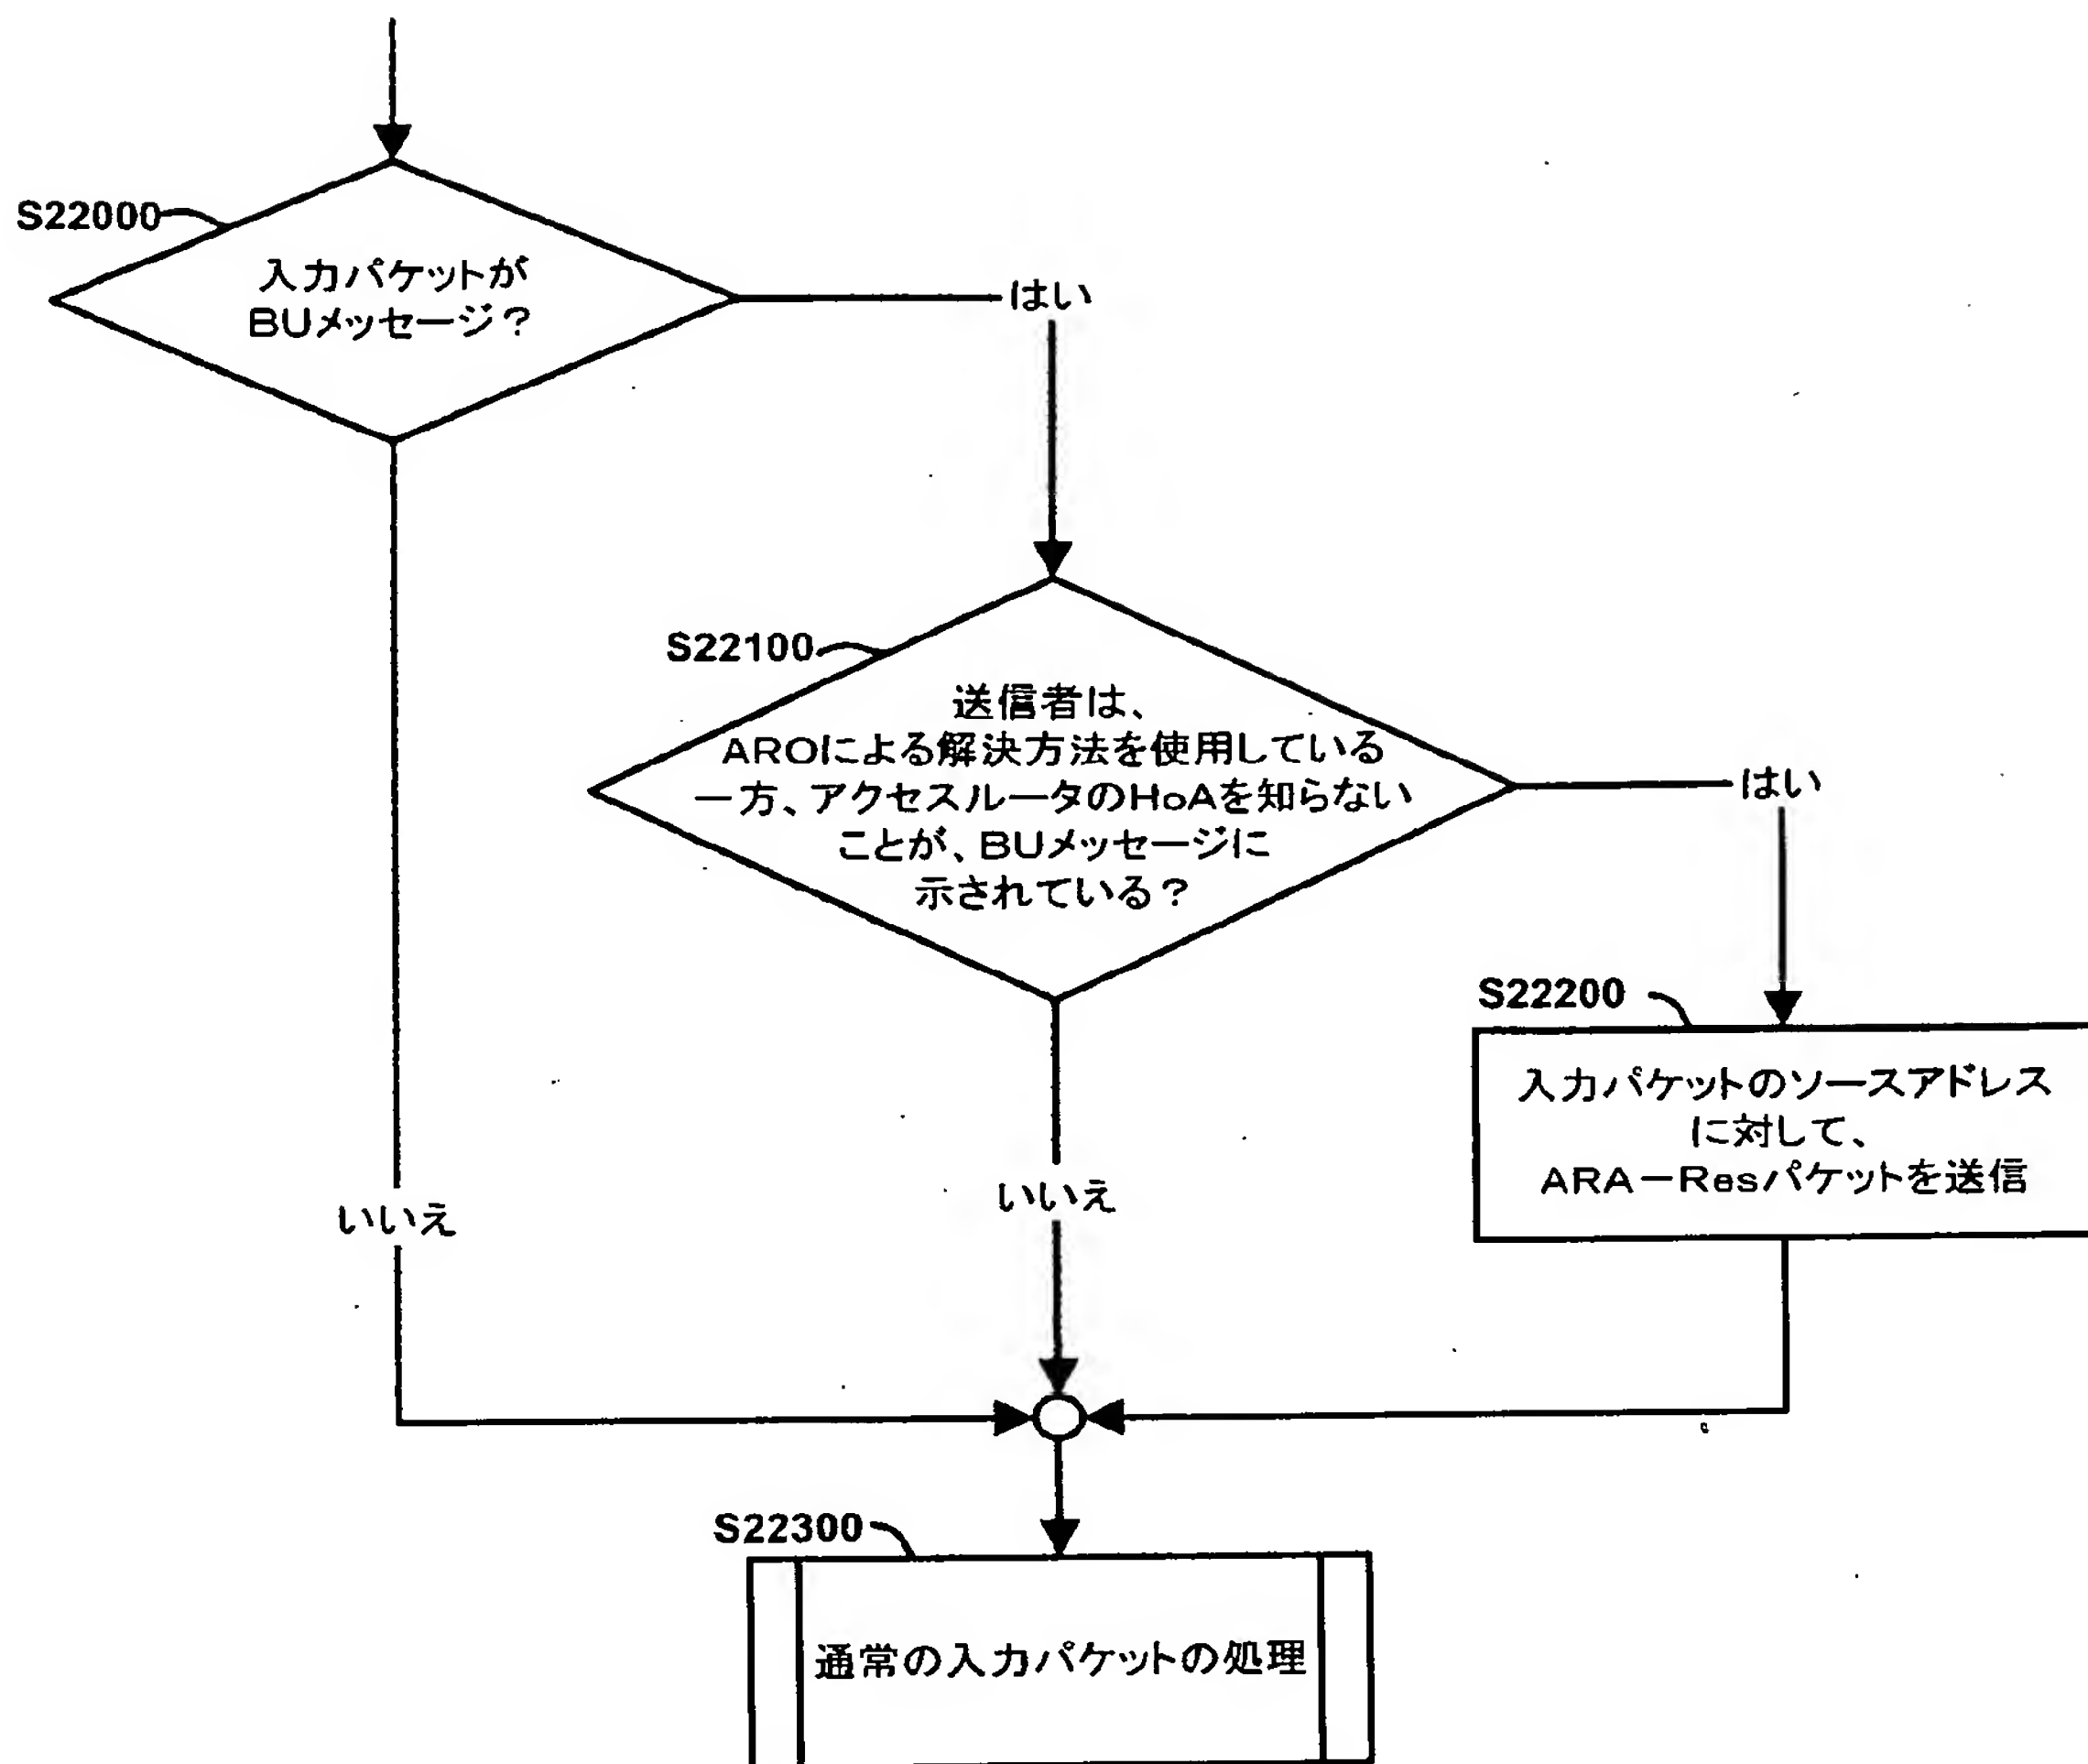 S22000
入力パケットが
BUメッセージ？
はい
S22100
送信者は、
AROによる解決方法を使用している
一方、アクセスルータのHoAを知らない
ことが、BUメッセージに
示されている？
はい
S22200
入力パケットのソースアドレス
に対して、
ARA－Resパケットを送信
いいえ
いいえ
S22300
通常の入力パケットの処理